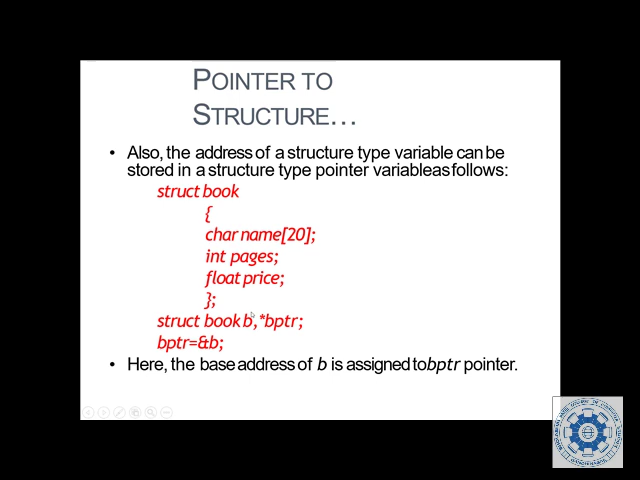 POINTER TO
STRUCTURE...
• Also, the address of a structure type variable can be
stored in a structure type pointer variable as follows:
struct book
{
char name[20];
int pages;
float price;
};
struct book b,*bptr;
bptr=&b;
• Here, the base address of b is assigned to bptr pointer.